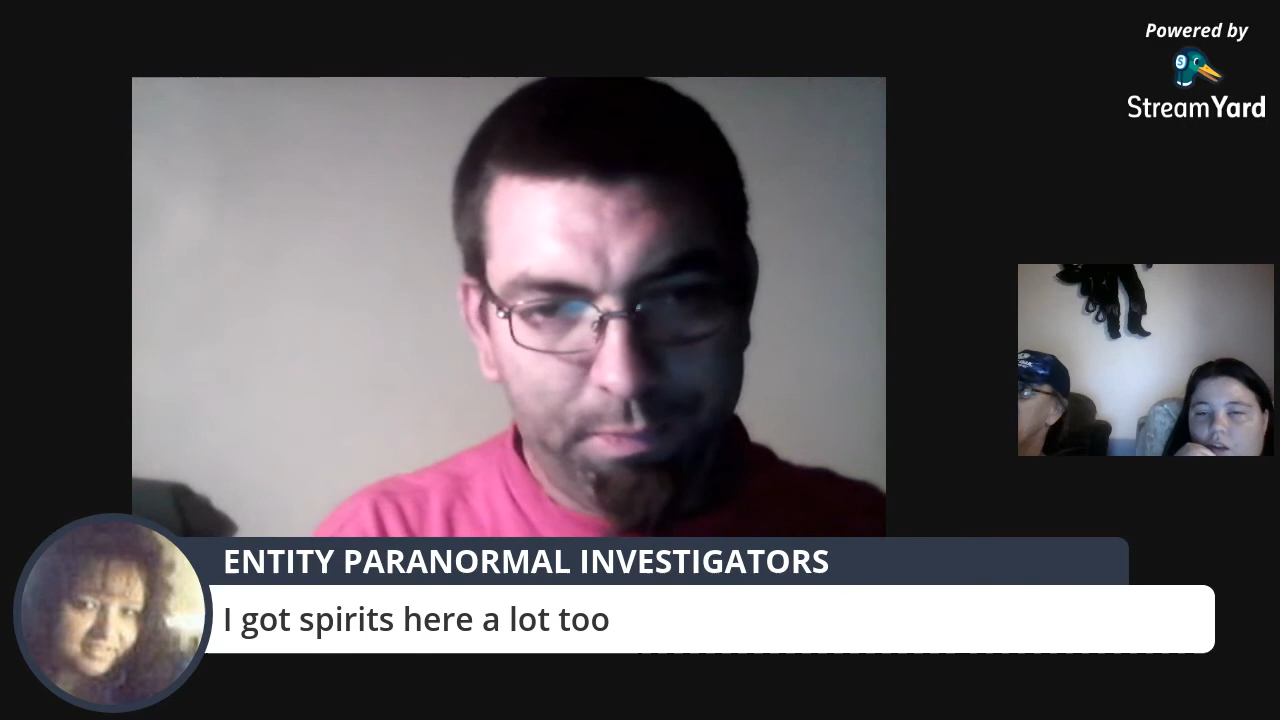 Powered by
StreamYard
ENTITY PARANORMAL INVESTIGATORS
I got spirits here a lot too